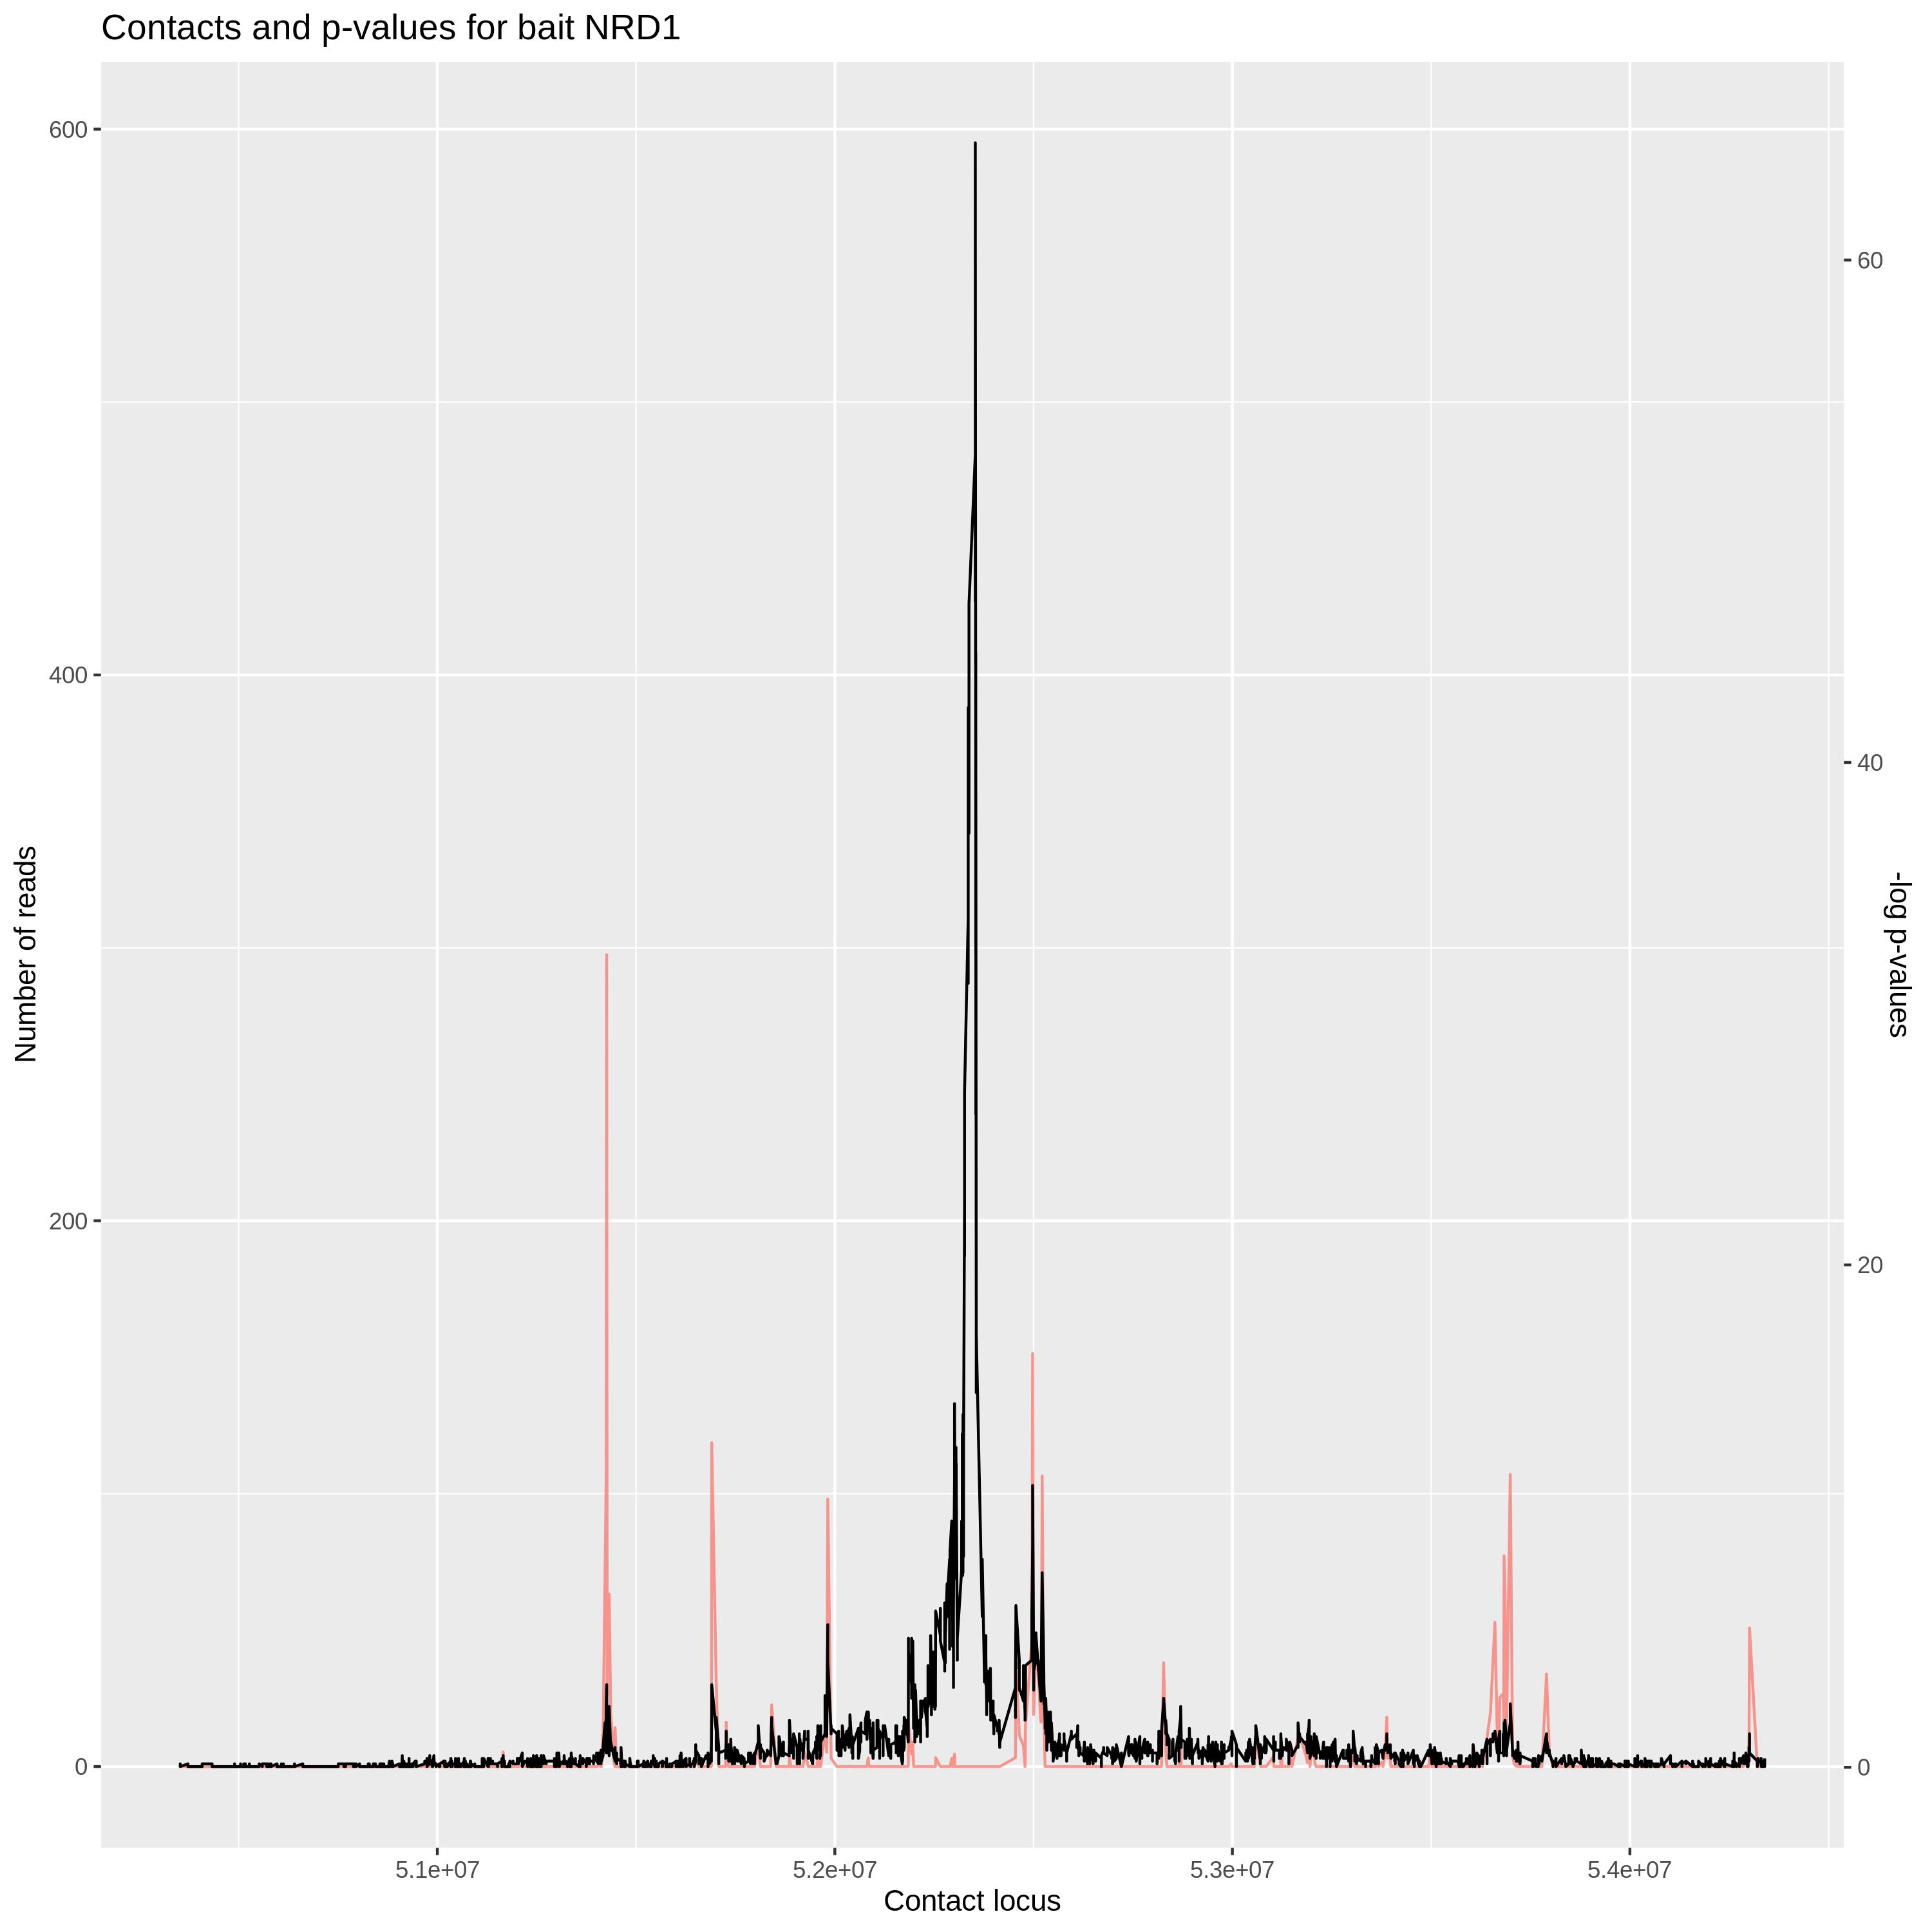 Contacts and p-values for bait NRD1
600
400
200
0
Number of reads
60
40
20
0
-log p-values
5.1e+07 5.2e+07 5.3e+07 5.4e+07
Contact locus